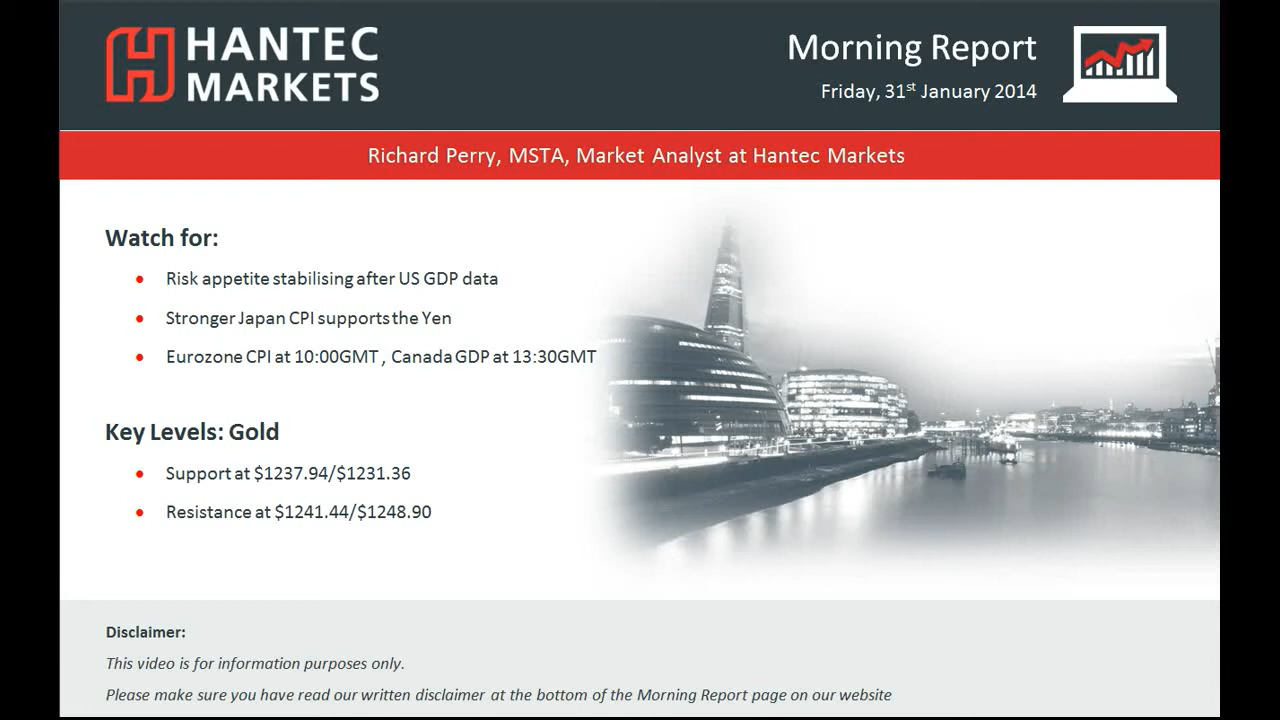 HANTEC
MARKETS
Morning Report
Friday, 31st January 2014
Richard Perry, MSTA, Market Analyst at Hantec Markets
Watch for:
• Risk appetite stabilising after US GDP data
• Stronger Japan CPI supports the Yen
• Eurozone CPI at 10:00GMT , Canada GDP at 13:30GMT
Key Levels: Gold
• Support at $1237.94/$1231.36
• Resistance at $1241.44/$1248.90
Disclaimer:
This video is for information purposes only.
Please make sure you have read our written disclaimer at the bottom of the Morning Report page on our website